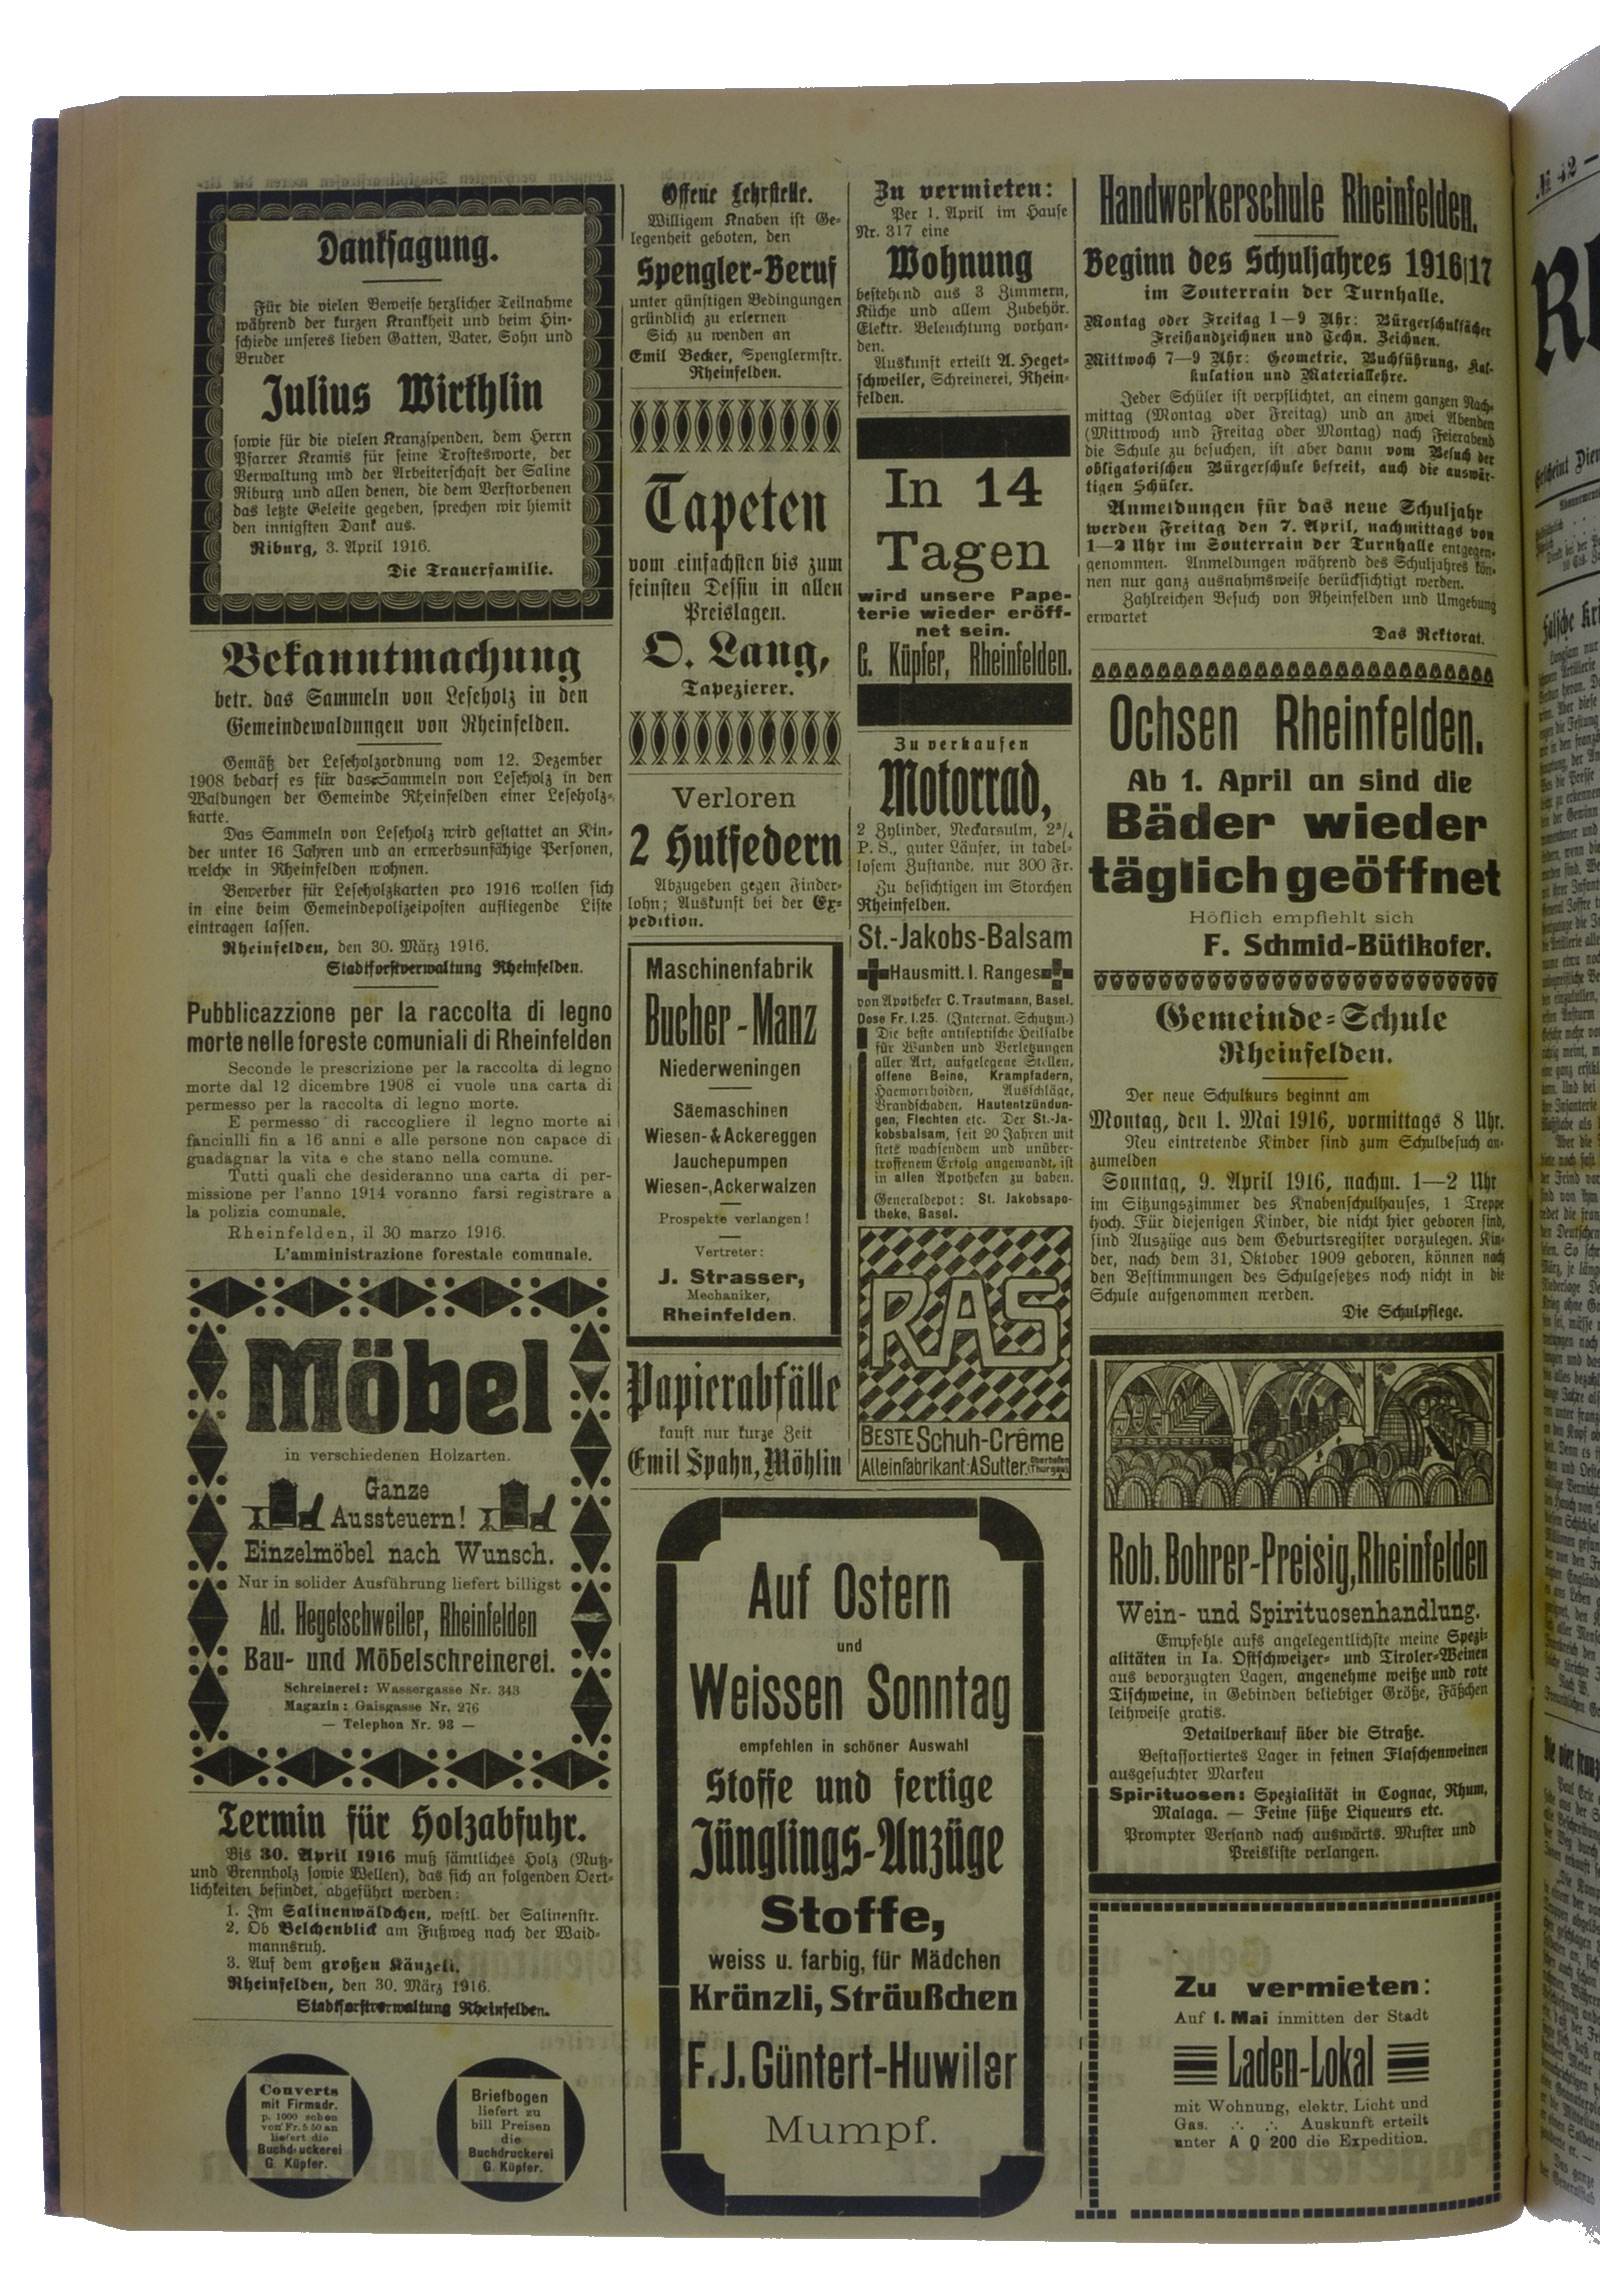 Danksagung.
Für die vielen Beweise herzlicher Teilnahme
während der kurzen Krankheit und beim Hin-
schiede unseres lieben Gatten, Vater, Sohn und
Bruder
Julius Wirthlin
sowie für die vielen Kranzspenden, dem Herrn
Pfarrer Kramis für seine Trostesworte, der
Verwaltung und der Arbeiterschaft der Saline
Riburg und allen denen, die dem Verstorbenen
das letzte Geleite gegeben, sprechen wir hiemit
den innigsten Dank aus.
Riburg, 3. April 1916.
Die Trauerfamilie.
Bekanntmachung
betr. das Sammeln von Leseholz in den
Gemeindewaldungen von Rheinfelden.
Gemäß der Leseholzordnung vom 12. Dezember
1908 bedarf es für das Sammeln von Leseholz in den
Waldungen der Gemeinde Rheinfelden einer Leseholz-
karte.
Das Sammeln von Leseholz wird gestattet an Kin-
der unter 16 Jahren und an erwerbsunfähige Personen,
welche in Rheinfelden wohnen.
Bewerber für Leseholzkarten pro 1916 wollen sich
in eine beim Gemeindepolizeiposten aufliegende Liste
eintragen lassen.
Rheinfelden, den 30. März 1916.
Stadtforstverwaltung Rheinfelden.
Pubblicazzione per la raccolta di legno
morte nelle foreste comuniali di Rheinfelden
Seconde le prescrizione per la raccolta di legno
morte dal 12 dicembre 1908 ci vuole una carta di
permesso per la raccolta di legno morte.
E permesso di raccogliere il legno morte ai
fanciulli fin a 16 anni e alle persone non capace di
guadagnar la vita e che stano nella comune.
Tutti quali che desideranno una carta di per-
missione per l'anno 1914 voranno farsi registrare a
la polizia comunale.
Rheinfelden, il 30 marzo 1916.
L'amministrazione forestale comunale.
Möbel
in verschiedenen Holzarten.
Ganze
Aussteuern!
Einzelmöbel nach Wunsch.
Nur in solider Ausführung liefert billigst
Ad. Hegetschweiler, Rheinfelden
Bau- und Möbelschreinerei.
Schreinerei: Wassergasse Nr. 343
Magazin: Gaisgasse Nr. 276
— Telephon Nr. 93 —
Termin für Holzabfuhr.
Bis 30. April 1916 muß sämtliches Holz (Nutz-
und Brennholz sowie Wellen), das sich an folgenden Oert-
lichkeiten befindet, abgeführt werden:
1. Im Salinenwäldchen, westl. der Salinenstr.
2. Ob Belchenblick am Fußweg nach der Waid-
mannsruh.
3. Auf dem großen Känzeli.
Rheinfelden, den 30. März 1916.
Stadtforstverwaltung Rheinfelden.
Couverts
mit Firmadr.
p. 1000 schon
von Fr. 5.50 an
liefert die
Buchdruckerei
G. Küpfer.
Briefbogen
liefert zu
bill Preisen
die
Buchdruckerei
G. Küpfer.
Offene Lehrstelle.
Willigem Knaben ist Ge-
legenheit geboten, den
Spengler-Beruf
unter günstigen Bedingungen
gründlich zu erlernen
Sich zu wenden an
Emil Becker, Spenglermstr.
Rheinfelden.
Tapeten
vom einfachsten bis zum
feinsten Dessin in allen
Preislagen.
O. Lang,
Tapezierer.
Verloren
2 Hutfedern
Abzugeben gegen Finder-
lohn; Auskunft bei der Ex-
pedition.
Maschinenfabrik
Bucher-Manz
Niederweningen
Säemaschinen
Wiesen- & Ackereggen
Jauchepumpen
Wiesen-, Ackerwalzen
Prospekte verlangen!
Vertreter:
J. Strasser,
Mechaniker,
Rheinfelden.
Papierabfälle
kauft nur kurze Zeit
Emil Spahn, Möhlin
Zu vermieten:
Per 1. April im Hause
Nr. 317 eine
Wohnung
bestehend aus 3 Zimmern,
Küche und allem Zubehör.
Elektr. Beleuchtung vorhan-
den.
Auskunft erteilt A. Heget-
schweiler, Schreinerei, Rhein-
felden.
In 14
Tagen
wird unsere Pape-
terie wieder eröff-
net sein.
G. Küpfer, Rheinfelden.
Zu verkaufen
Motorrad,
2 Zylinder, Neckarsulm, 2¾
P. S., guter Läufer, in tadel-
losem Zustande, nur 300 Fr.
Zu besichtigen im Storchen
Rheinfelden.
St.-Jakobs-Balsam
Hausmitt. I. Ranges
von Apotheker C. Trautmann, Basel.
Dose Fr. 1.25. (Internat. Schutzm.)
Die beste antiseptische Heilsalbe
für Wunden und Verletzungen
aller Art, aufgelegene Stellen,
offene Beine, Krampfadern,
Haemorrhoiden, Ausschläge,
Brandschaden, Hautentzündun-
gen, Flechten etc. Der St.-Ja-
kobsbalsam, seit 20 Jahren mit
stets wachsendem und unüber-
troffenem Erfolg angewandt, ist
in allen Apotheken zu haben.
Generaldepot: St. Jakobsapo-
theke, Basel.
RAS
BESTE Schuh-Crême
Alleinfabrikant: A. Sutter, Oberhofen (Thurgau)
Auf Ostern
und
Weissen Sonntag
empfehlen in schöner Auswahl
Stoffe und fertige
Jünglings-Anzüge
Stoffe,
weiss u. farbig, für Mädchen
Kränzli, Sträußchen
F. J. Güntert-Huwiler
Mumpf.
Handwerkerschule Rheinfelden.
Beginn des Schuljahres 1916/17
im Souterrain der Turnhalle.
Montag oder Freitag 1—9 Uhr: Bürgerschulfächer
Freihandzeichnen und Techn. Zeichnen.
Mittwoch 7—9 Uhr: Geometrie, Buchführung, Kal-
kulation und Materiallehre.
Jeder Schüler ist verpflichtet, an einem ganzen Nach-
mittag (Montag oder Freitag) und an zwei Abenden
(Mittwoch und Freitag oder Montag) nach Feierabend
die Schule zu besuchen, ist aber dann vom Besuch der
obligatorischen Bürgerschule befreit, auch die auswär-
tigen Schüler.
Anmeldungen für das neue Schuljahr
werden Freitag den 7. April, nachmittags von
1—2 Uhr im Souterrain der Turnhalle entgegen-
genommen. Anmeldungen während des Schuljahres kön-
nen nur ganz ausnahmsweise berücksichtigt werden.
Zahlreichen Besuch von Rheinfelden und Umgebung
erwartet
Das Rektorat.
Ochsen Rheinfelden.
Ab 1. April an sind die
Bäder wieder
täglich geöffnet
Höflich empfiehlt sich
F. Schmid-Bütikofer.
Gemeinde-Schule
Rheinfelden.
Der neue Schulkurs beginnt am
Montag, den 1. Mai 1916, vormittags 8 Uhr.
Neu eintretende Kinder sind zum Schulbesuch an-
zumelden
Sonntag, 9. April 1916, nachm. 1—2 Uhr
im Sitzungszimmer des Knabenschulhauses, 1 Treppe
hoch. Für diejenigen Kinder, die nicht hier geboren sind,
sind Auszüge aus dem Geburtsregister vorzulegen. Kin-
der, nach dem 31. Oktober 1909 geboren, können nach
den Bestimmungen des Schulgesetzes noch nicht in die
Schule aufgenommen werden.
Die Schulpflege.
Rob. Bohrer-Preisig, Rheinfelden
Wein- und Spirituosenhandlung.
Empfehle aufs angelegentlichste meine Spezi-
alitäten in Ia. Ostschweizer- und Tiroler-Weinen
aus bevorzugten Lagen, angenehme weiße und rote
Tischweine, in Gebinden beliebiger Größe, Fäßchen
leihweise gratis.
Detailverkauf über die Straße.
Bestassortiertes Lager in feinen Flaschenweinen
ausgesuchter Marken
Spirituosen: Spezialität in Cognac, Rhum,
Malaga. — Feine süße Liqueurs etc.
Prompter Versand nach auswärts. Muster und
Preisliste verlangen.
Zu vermieten:
Auf 1. Mai inmitten der Stadt
Laden-Lokal
mit Wohnung, elektr. Licht und
Gas. ∴ ∴ Auskunft erteilt
unter A Q 200 die Expedition.
№ 42 —
Erscheint Dien